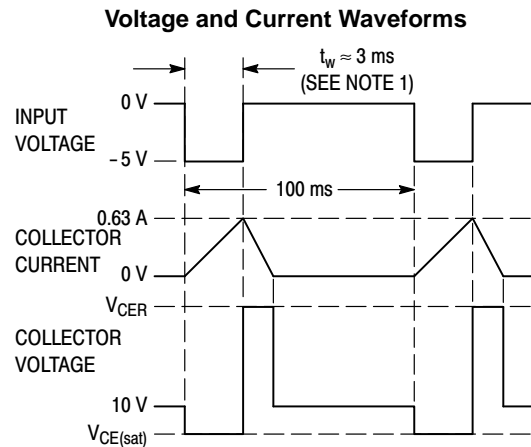 Voltage and Current Waveforms
t_w ≈ 3 ms
(SEE NOTE 1)
0 V
INPUT
VOLTAGE
–5 V
100 ms
0.63 A
COLLECTOR
CURRENT
0 V
V_CER
COLLECTOR
VOLTAGE
10 V
V_CE(sat)